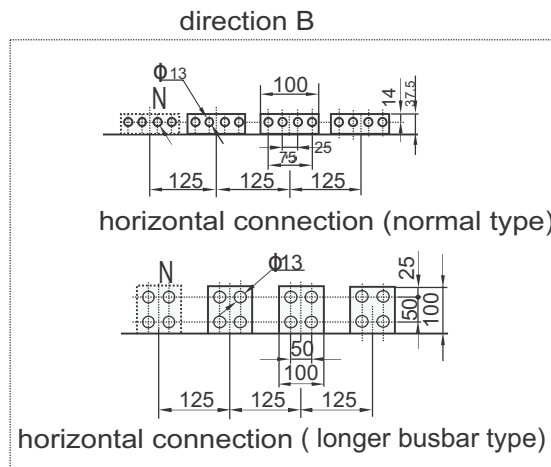 direction B
Φ13
100
14
37.5
N
25
75
125
125
125
horizontal connection (normal type)
N
Φ13
25
50
100
50
100
125
125
125
horizontal connection ( longer busbar type)